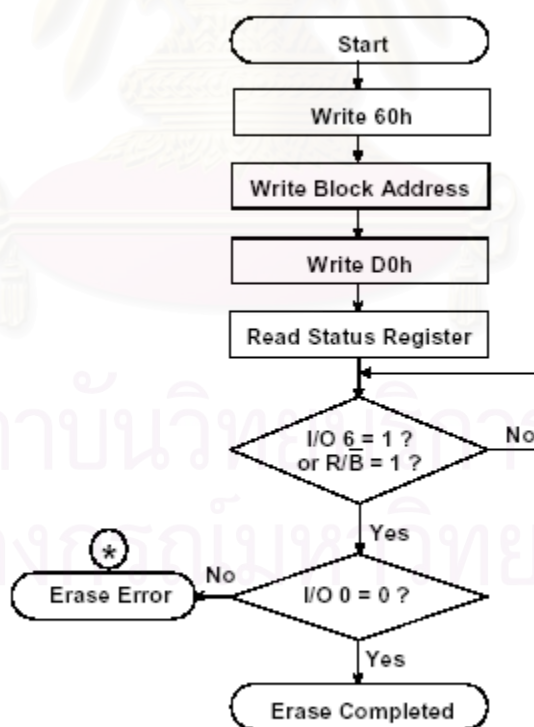 Start
Write 60h
Write Block Address
Write D0h
Read Status Register
I/O 6 = 1 ?
or R/B̅ = 1 ?
No
Yes
*
No
Erase Error
I/O 0 = 0 ?
Yes
Erase Completed